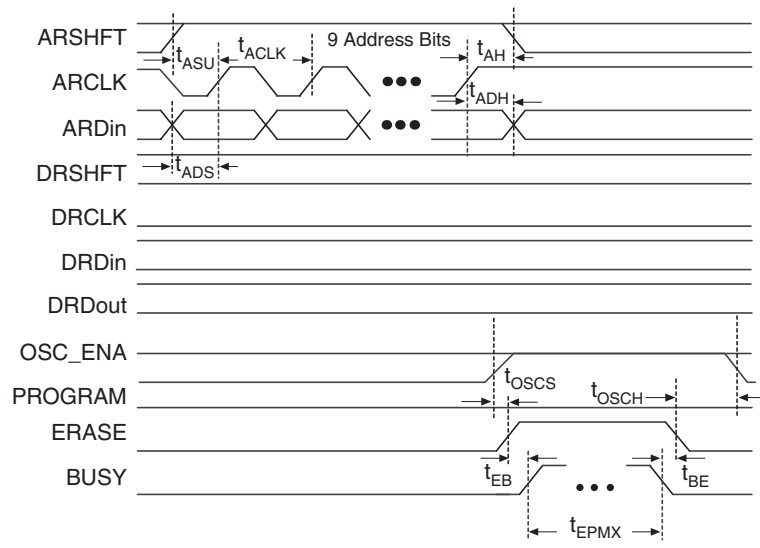 ARSHFT
9 Address Bits
tASU
tACLK
tAH
ARCLK
tADH
ARDin
tADS
DRSHFT
DRCLK
DRDin
DRDout
OSC_ENA
tOSCS
tOSCH
PROGRAM
ERASE
tEB
tBE
BUSY
tEPMX